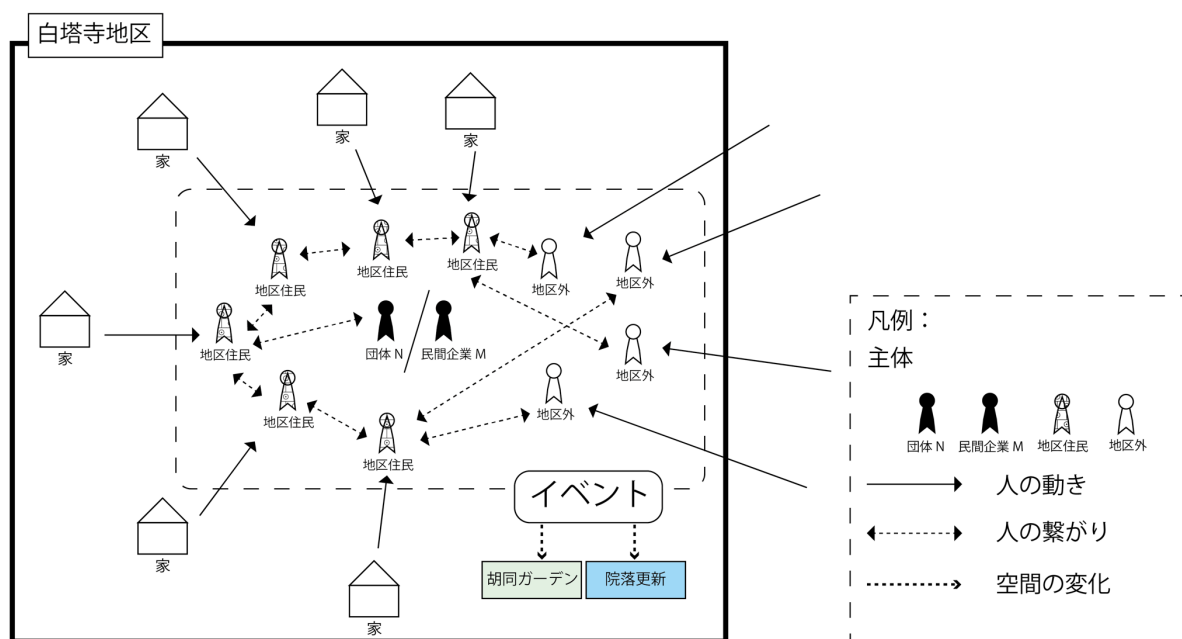 白塔寺地区
家
家
家
地区住民
地区住民
地区住民
地区外
地区外
家
地区住民
団体 N
民間企業 M
地区外
地区住民
地区外
地区住民
イベント
家
家
胡同ガーデン
院落更新
凡例：
主体
団体 N
民間企業 M
地区住民
地区外
人の動き
人の繋がり
空間の変化